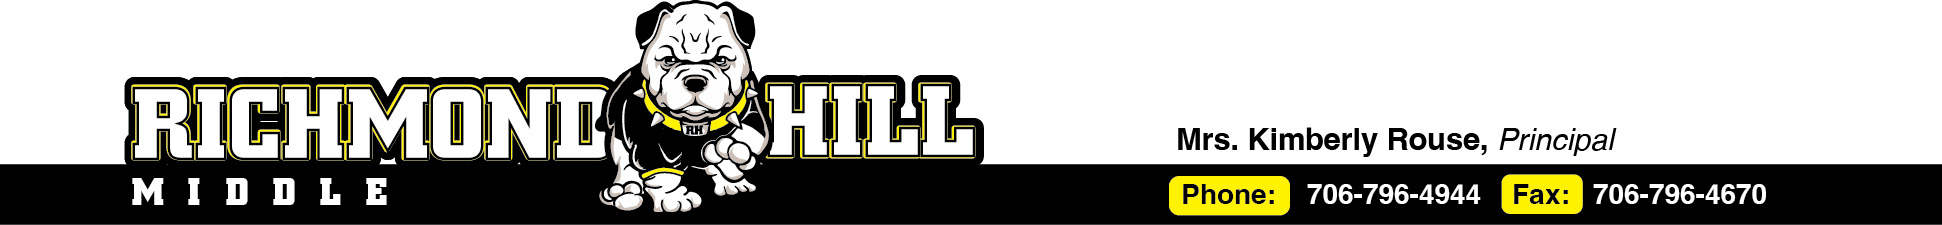 RICHMOND HILL
RH
MIDDLE
Mrs. Kimberly Rouse, Principal
Phone: 706-796-4944 Fax: 706-796-4670